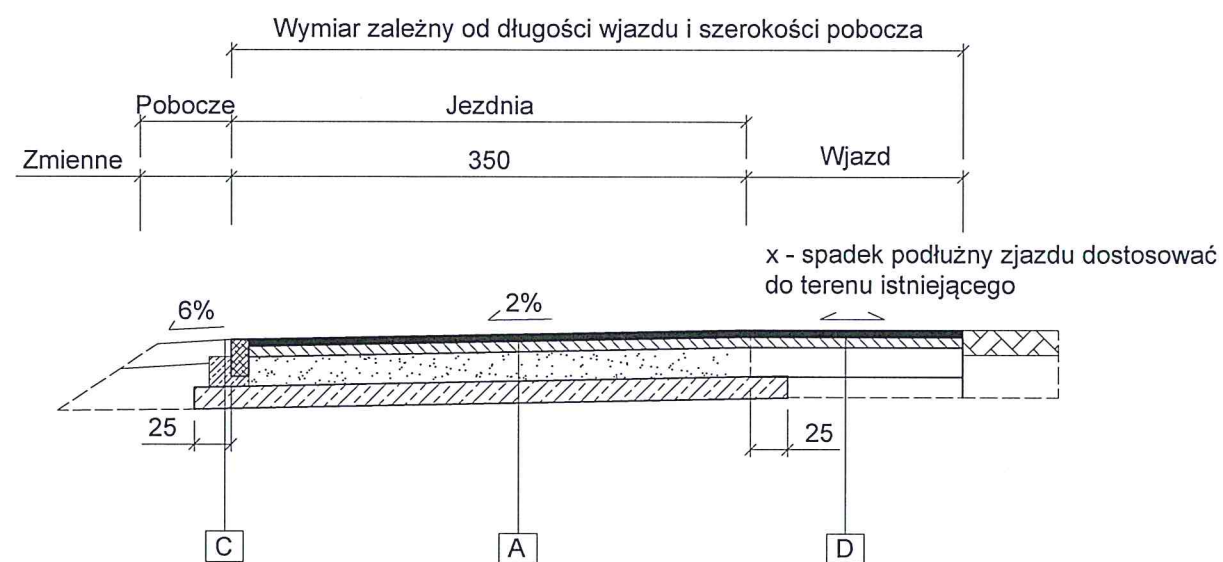 Wymiar zależny od długości wjazdu i szerokości pobocza
Pobocze
Jezdnia
Zmienne
350
Wjazd
x - spadek podłużny zjazdu dostosować
do terenu istniejącego
6%
2%
25
25
C
A
D